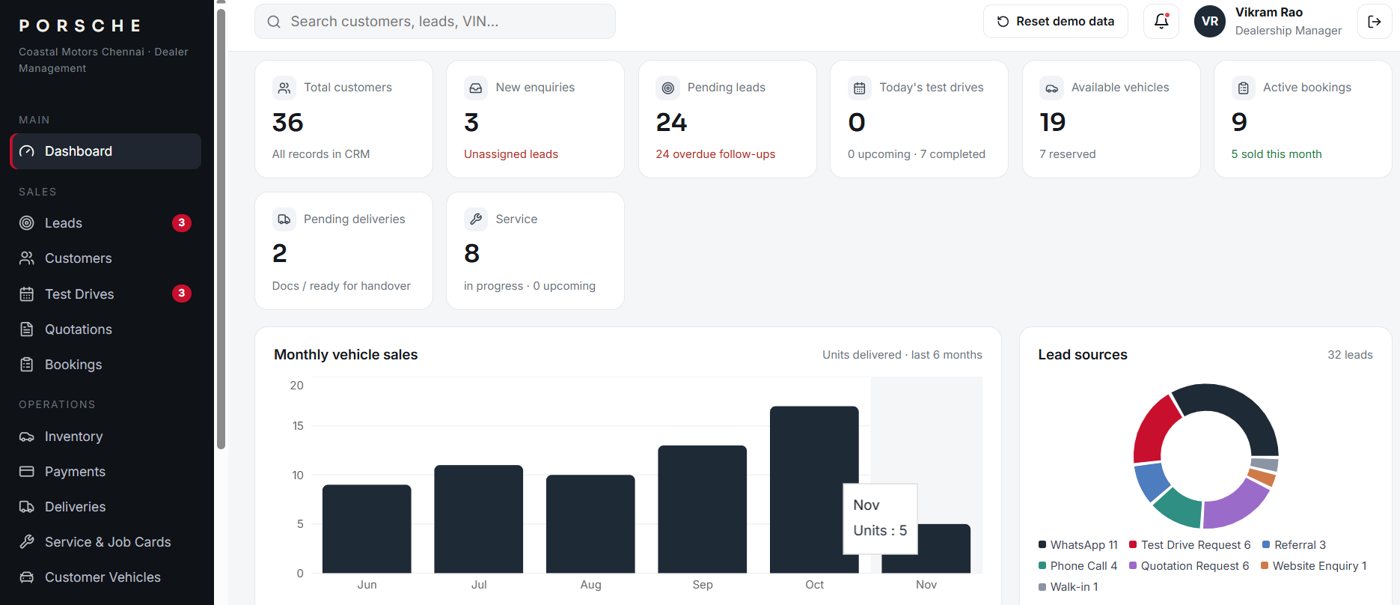 PORSCHE
Coastal Motors Chennai · Dealer
Management
MAIN
Dashboard
SALES
Leads 3
Customers
Test Drives 3
Quotations
Bookings
OPERATIONS
Inventory
Payments
Deliveries
Service & Job Cards
Customer Vehicles
Search customers, leads, VIN...
Reset demo data
VR
Vikram Rao
Dealership Manager
Total customers
36
All records in CRM
New enquiries
3
Unassigned leads
Pending leads
24
24 overdue follow-ups
Today's test drives
0
0 upcoming · 7 completed
Available vehicles
19
7 reserved
Active bookings
9
5 sold this month
Pending deliveries
2
Docs / ready for handover
Service
8
in progress · 0 upcoming
Monthly vehicle sales
Units delivered · last 6 months
20
15
10
5
0
Jun Jul Aug Sep Oct Nov
Nov
Units : 5
Lead sources
32 leads
WhatsApp 11 Test Drive Request 6 Referral 3
Phone Call 4 Quotation Request 6 Website Enquiry 1
Walk-in 1